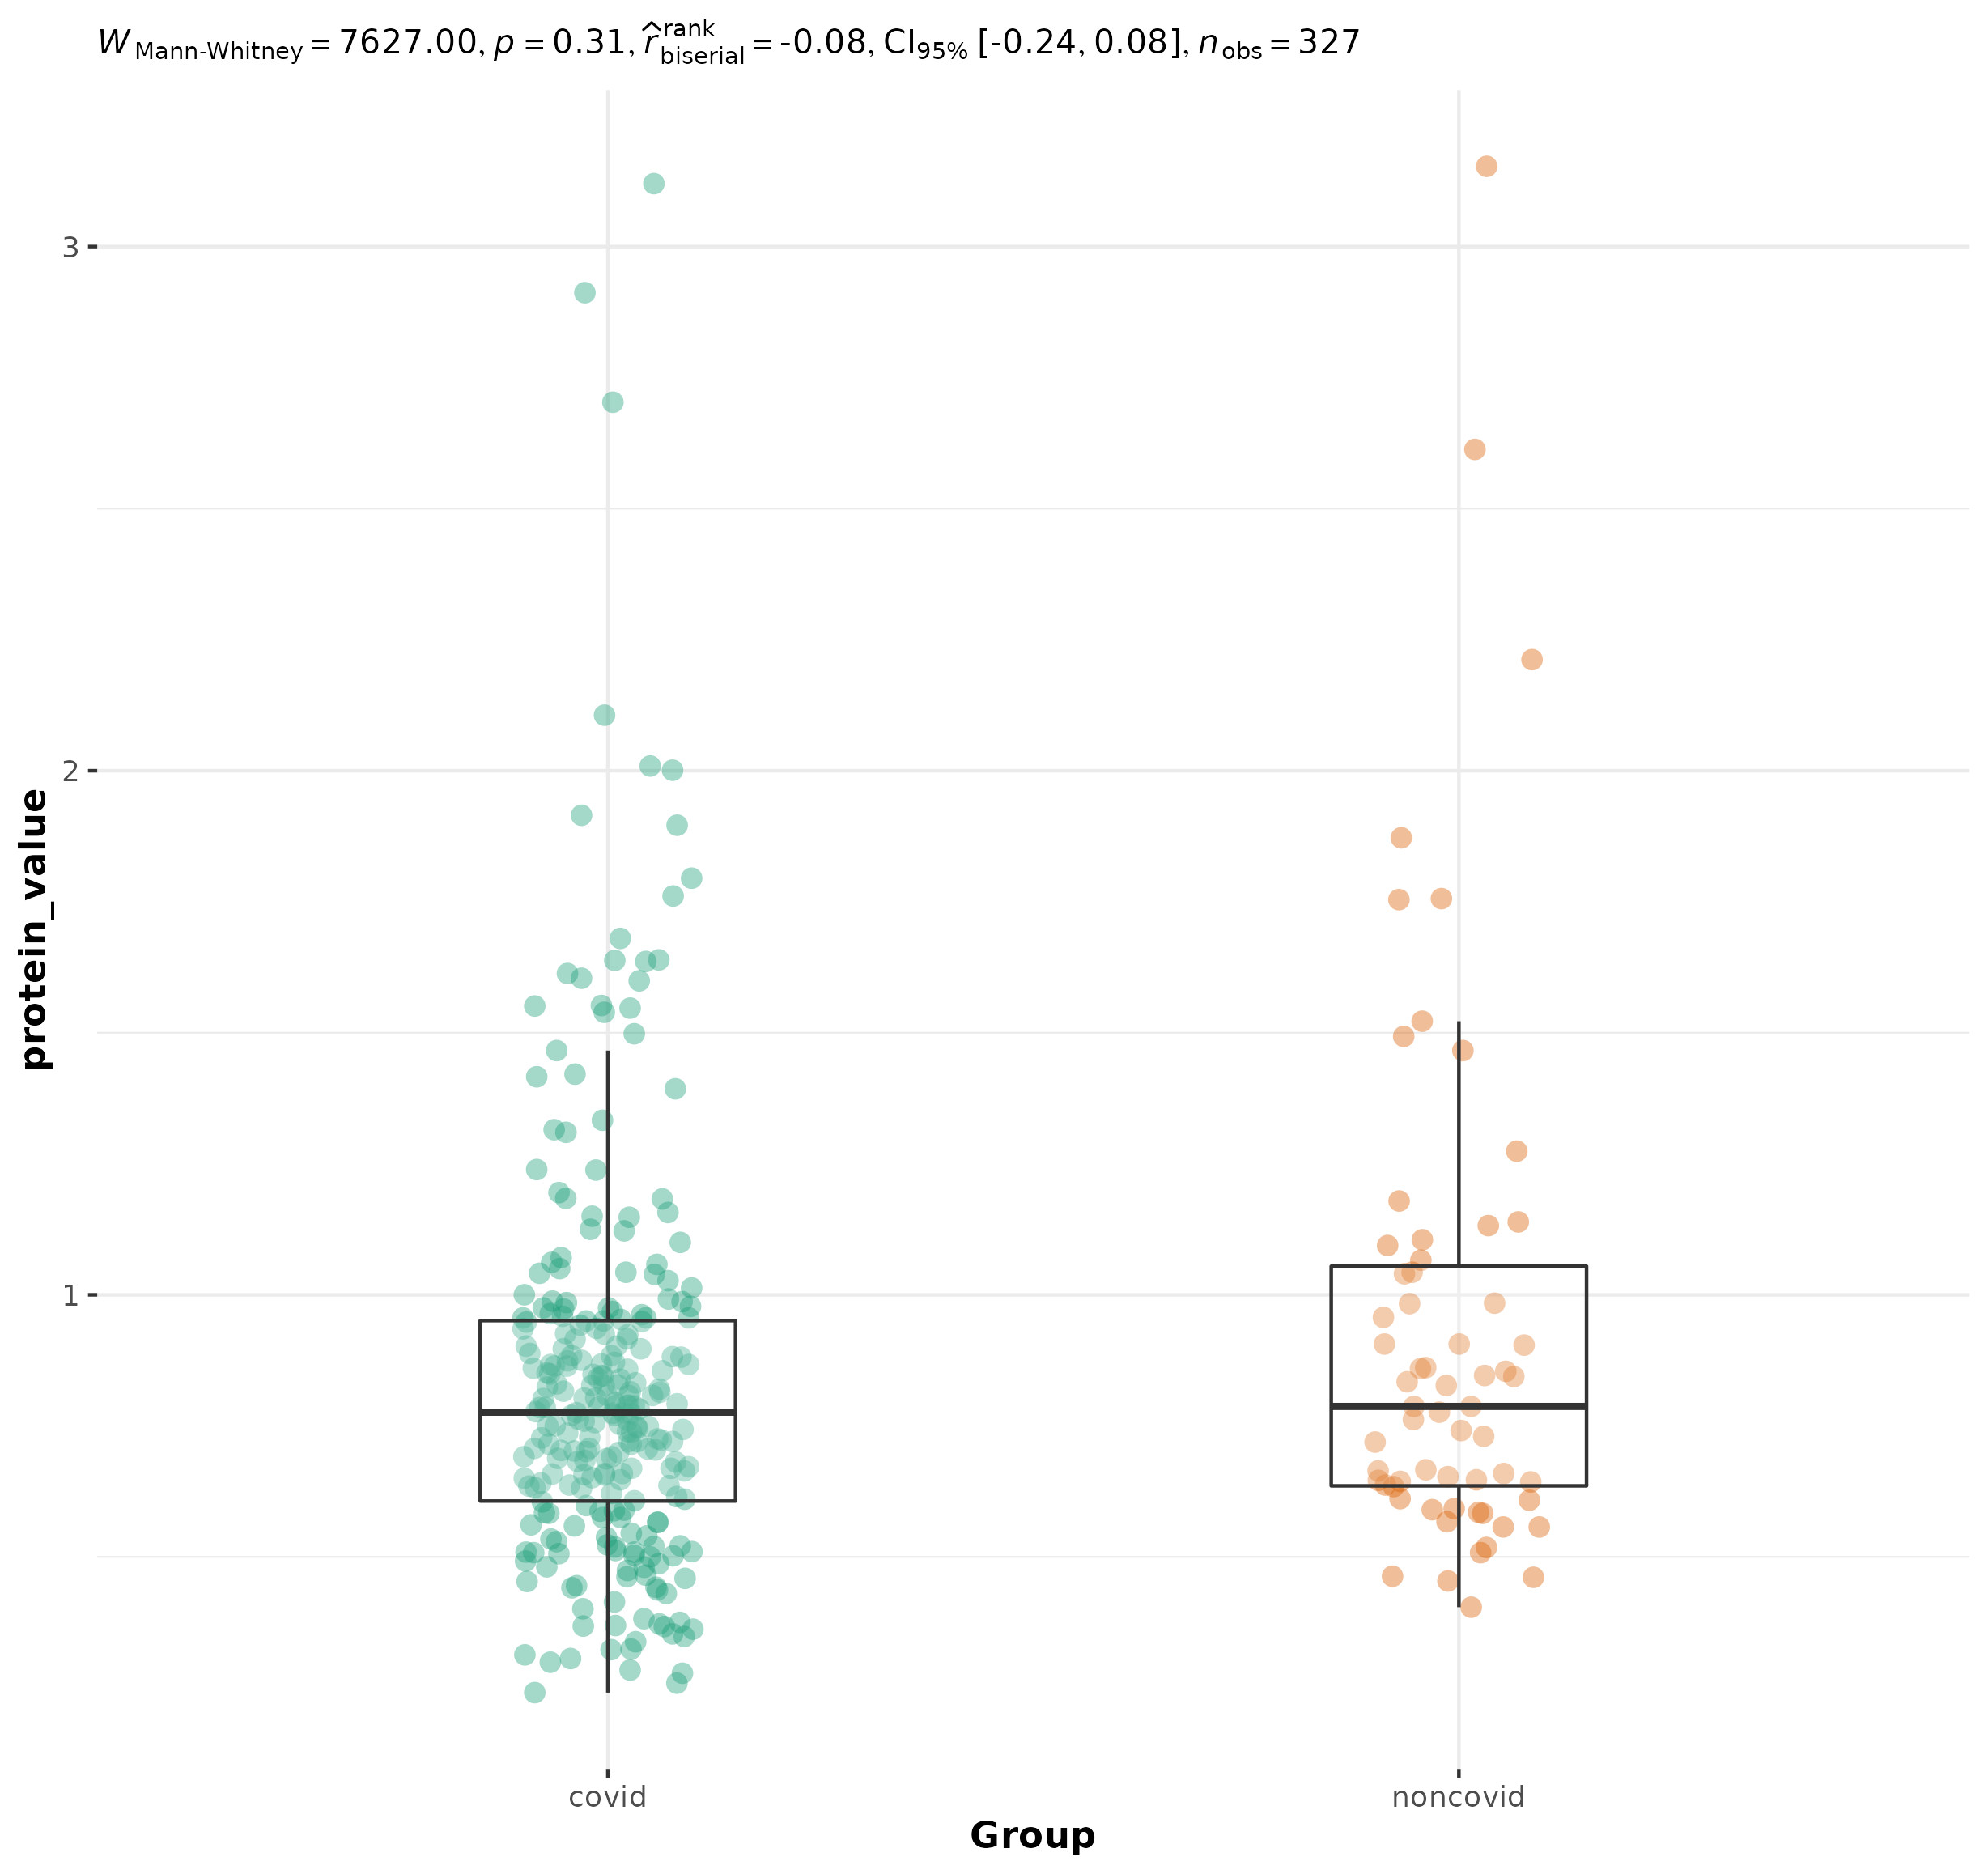 W Mann-Whitney = 7627.00, p = 0.31, r̂ rank biserial = -0.08, CI95% [-0.24, 0.08], nobs = 327
3
2
1
protein_value
covid noncovid
Group